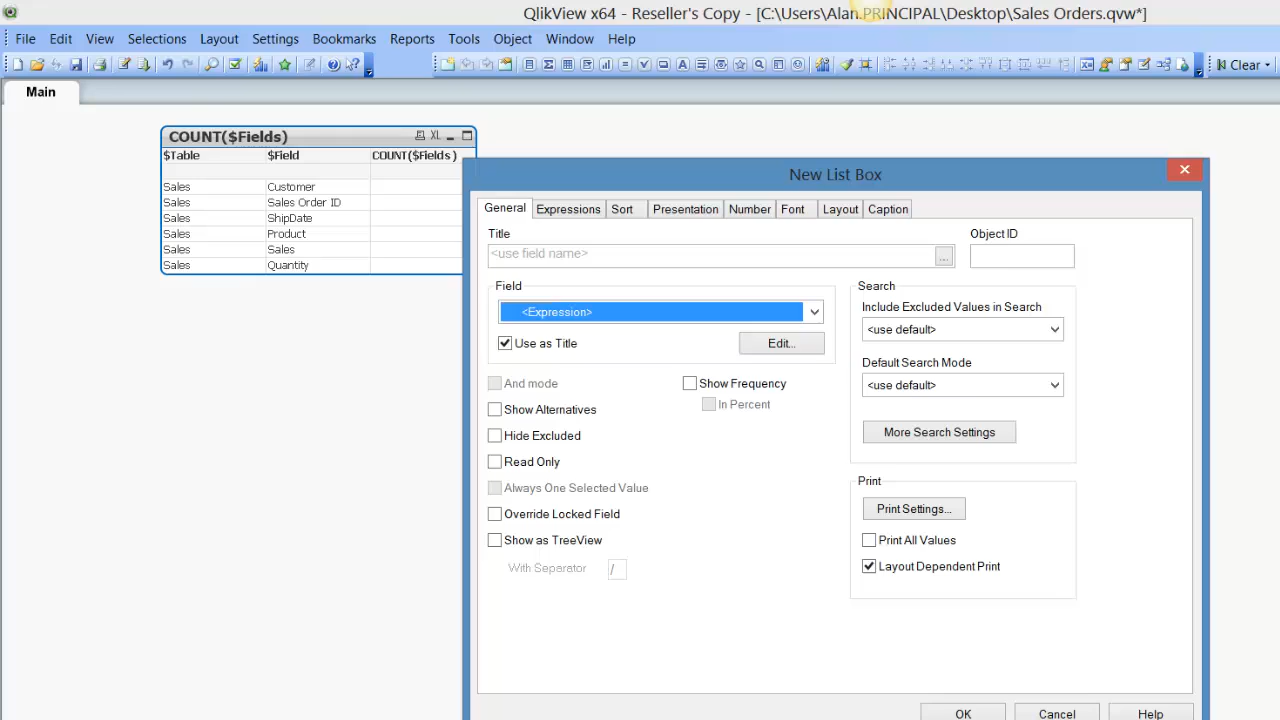 QlikView x64 - Reseller's Copy - [C:\Users\Alan.PRINCIPAL\Desktop\Sales Orders.qvw*]
File Edit View Selections Layout Settings Bookmarks Reports Tools Object Window Help
Clear
Main
COUNT($Fields) XL
$Table $Field COUNT($Fields)
Sales Customer
Sales Sales Order ID
Sales ShipDate
Sales Product
Sales Sales
Sales Quantity
New List Box
General Expressions Sort Presentation Number Font Layout Caption
Title Object ID
<use field name> ...
Field Search
<Expression> Include Excluded Values in Search
<use default>
Use as Title Edit...
Default Search Mode
And mode Show Frequency <use default>
In Percent
Show Alternatives
Hide Excluded More Search Settings
Read Only
Always One Selected Value Print
Override Locked Field Print Settings...
Show as TreeView Print All Values
With Separator / Layout Dependent Print
OK Cancel Help